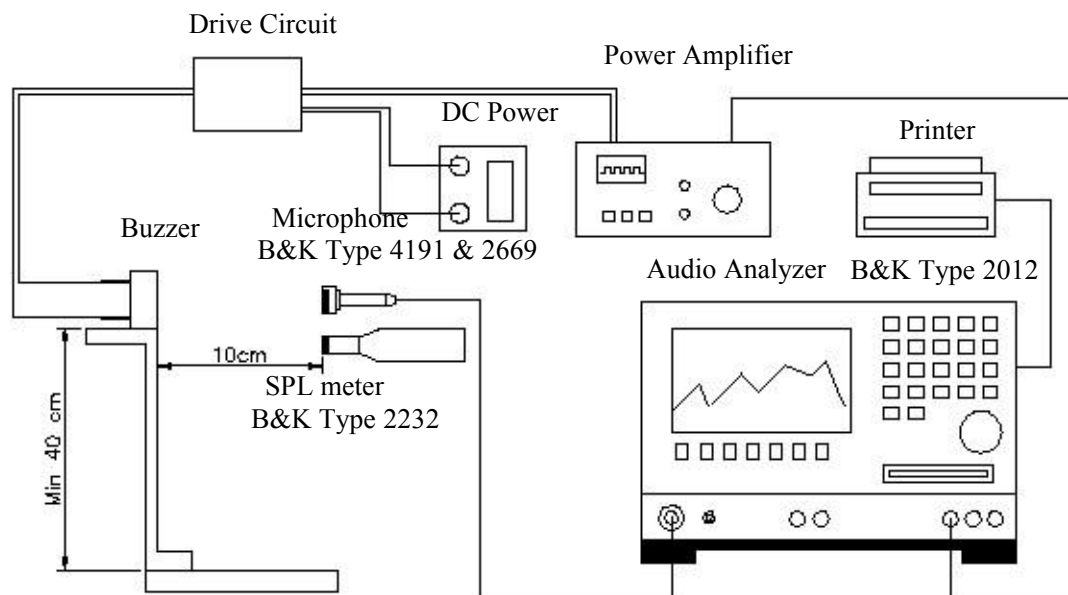 Drive Circuit
Power Amplifier
DC Power
Printer
Microphone
B&K Type 4191 & 2669
Buzzer
Audio Analyzer
B&K Type 2012
10cm
SPL meter
B&K Type 2232
Min 40 cm